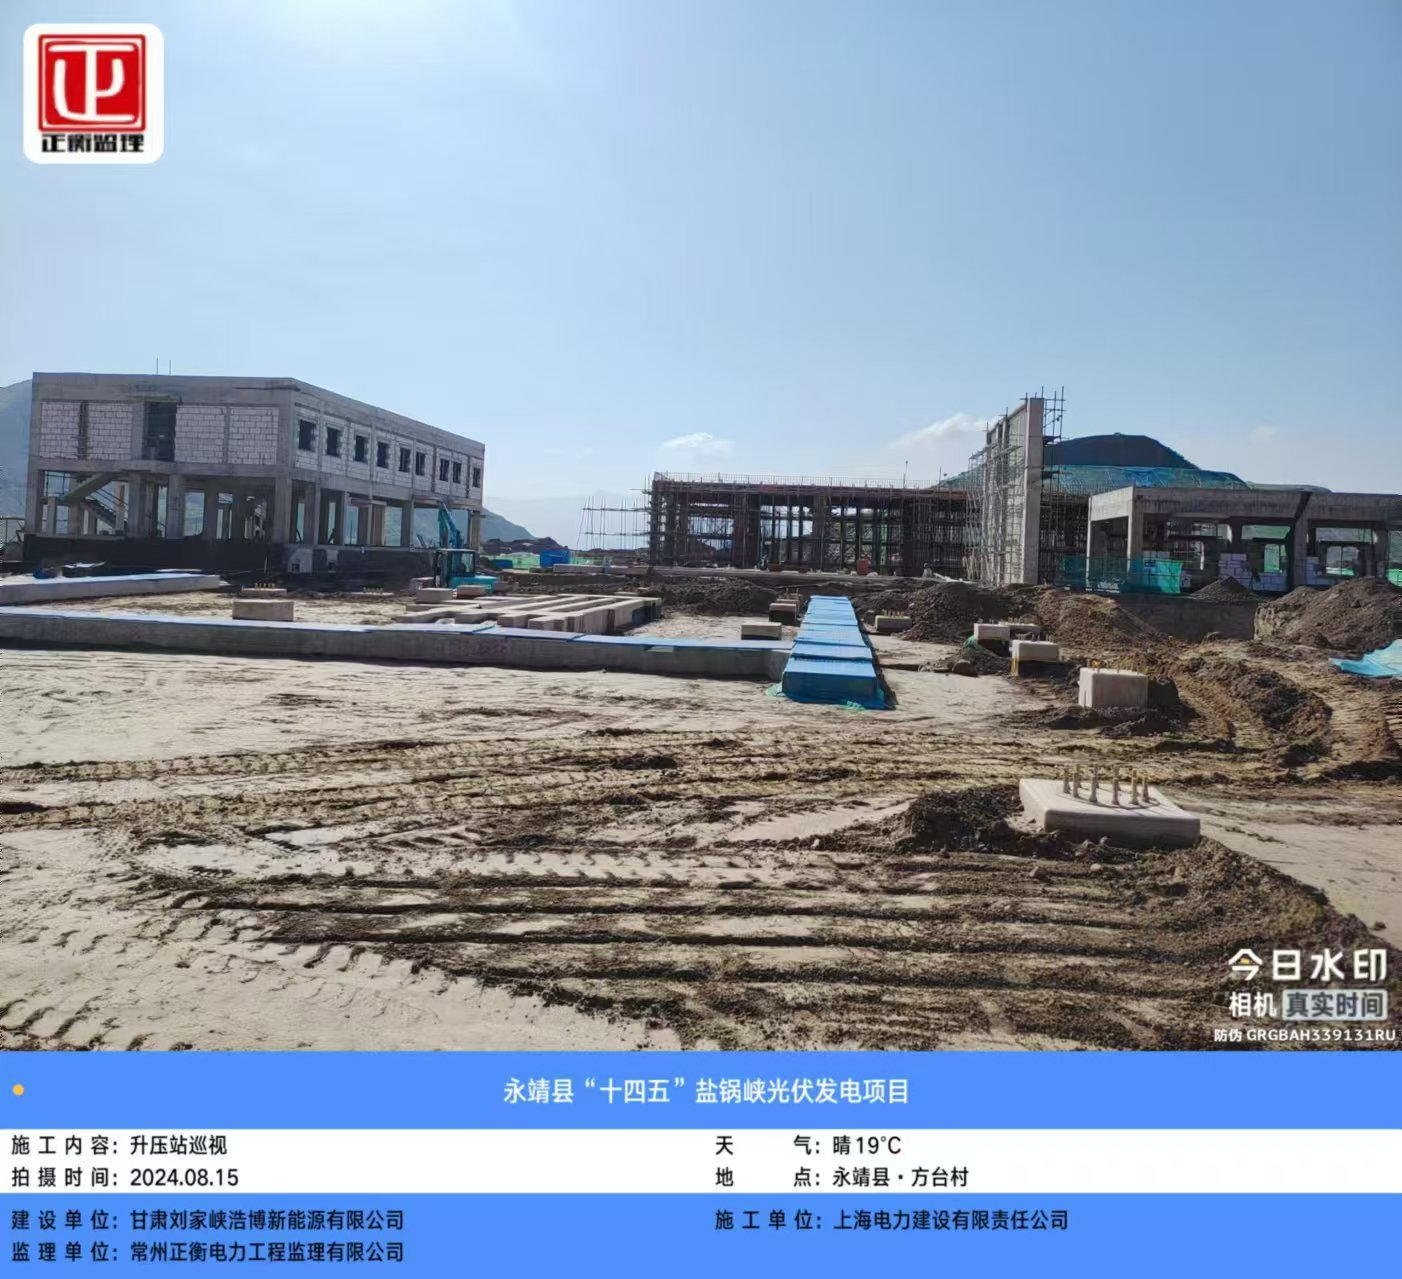 正衡监理
今日水印
相机 真实时间
防伪 GRGBAH339131RU
永靖县“十四五”盐锅峡光伏发电项目
施工内容：升压站巡视
天气：晴19℃
拍摄时间：2024.08.15
地点：永靖县·方台村
建设单位：甘肃刘家峡浩博新能源有限公司
施工单位：上海电力建设有限责任公司
监理单位：常州正衡电力工程监理有限公司